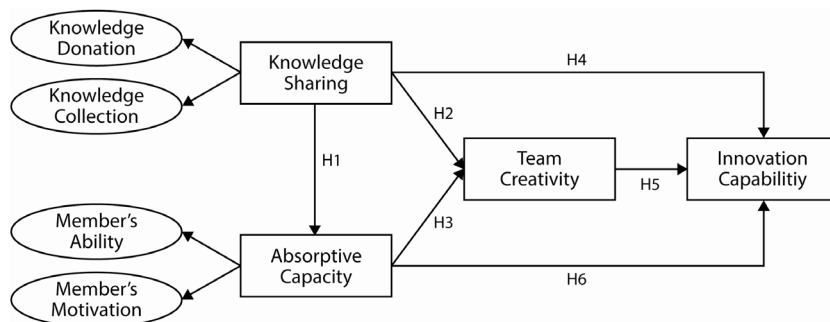 Knowledge
Donation
Knowledge
Sharing
H4
Knowledge
Collection
H2
H1
Team
Creativity
H5
Innovation
Capabilitiy
Member's
Ability
H3
Absorptive
Capacity
H6
Member's
Motivation